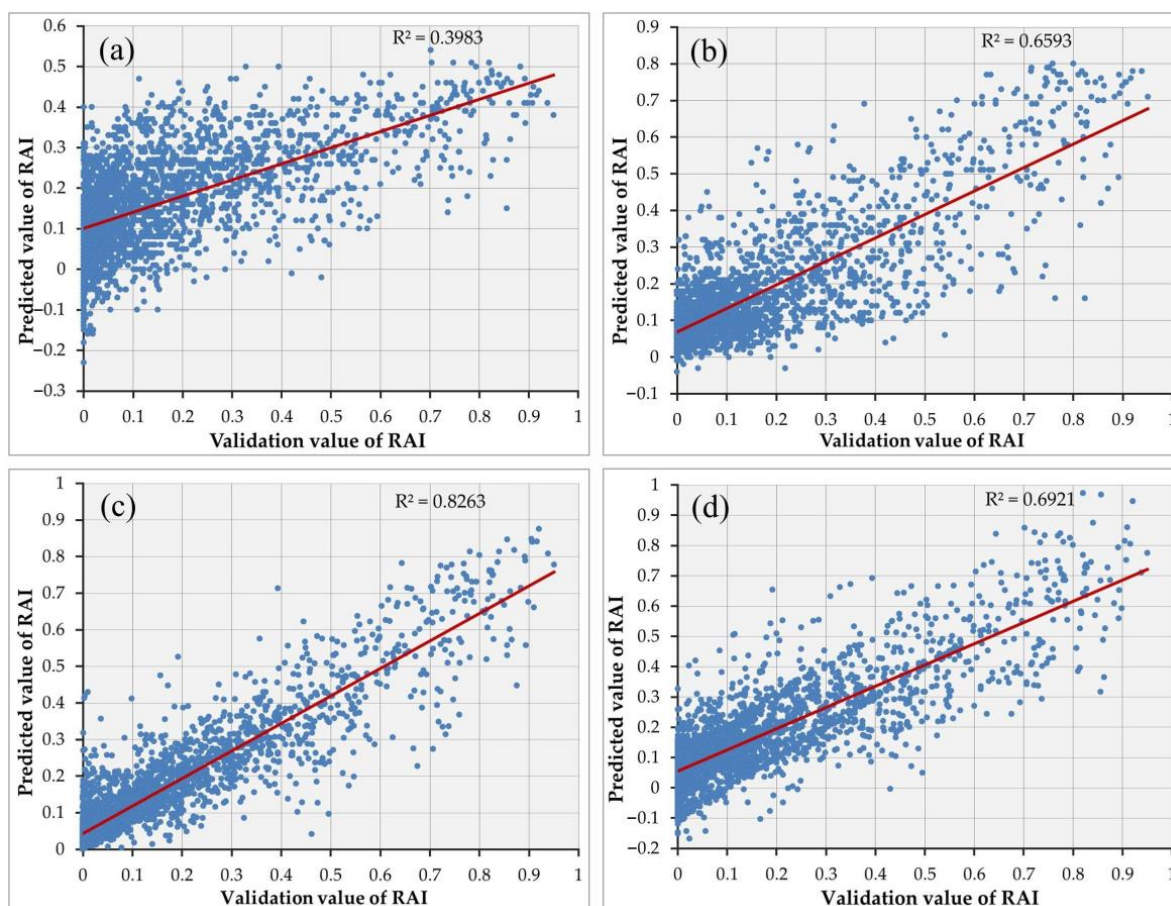 (a)
R² = 0.3983
Predicted value of RAI
0.6
0.5
0.4
0.3
0.2
0.1
0
−0.1
−0.2
−0.3
0 0.1 0.2 0.3 0.4 0.5 0.6 0.7 0.8 0.9 1
Validation value of RAI
(b)
R² = 0.6593
Predicted value of RAI
0.9
0.8
0.7
0.6
0.5
0.4
0.3
0.2
0.1
0
−0.1
0 0.1 0.2 0.3 0.4 0.5 0.6 0.7 0.8 0.9 1
Validation value of RAI
(c)
R² = 0.8263
Predicted value of RAI
1
0.9
0.8
0.7
0.6
0.5
0.4
0.3
0.2
0.1
0
0 0.1 0.2 0.3 0.4 0.5 0.6 0.7 0.8 0.9 1
Validation value of RAI
(d)
R² = 0.6921
Predicted value of RAI
1
0.9
0.8
0.7
0.6
0.5
0.4
0.3
0.2
0.1
0
−0.1
−0.2
0 0.1 0.2 0.3 0.4 0.5 0.6 0.7 0.8 0.9 1
Validation value of RAI